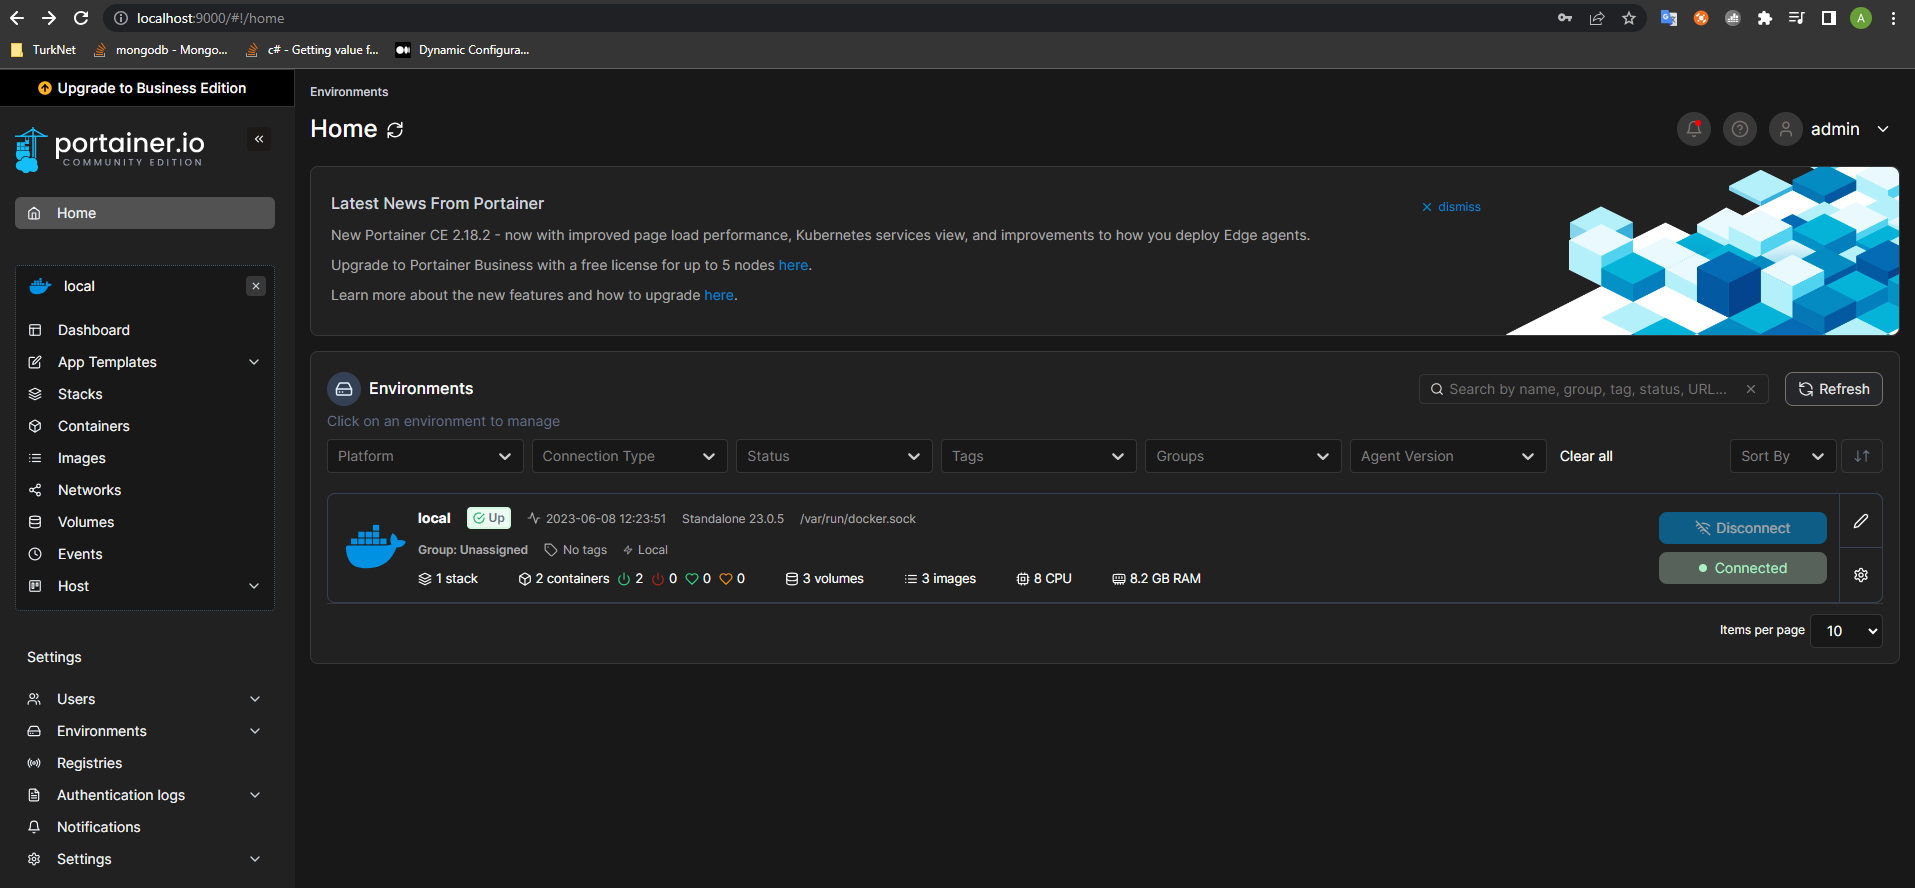 localhost:9000/#!/home
A
TurkNet
mongodb - Mongo...
c# - Getting value f...
Dynamic Configura...
Upgrade to Business Edition
portainer.io
COMMUNITY EDITION
Home
local
Dashboard
App Templates
Stacks
Containers
Images
Networks
Volumes
Events
Host
Settings
Users
Environments
Registries
Authentication logs
Notifications
Settings
Environments
Home
admin
Latest News From Portainer
dismiss
New Portainer CE 2.18.2 - now with improved page load performance, Kubernetes services view, and improvements to how you deploy Edge agents.
Upgrade to Portainer Business with a free license for up to 5 nodes here.
Learn more about the new features and how to upgrade here.
Environments
Search by name, group, tag, status, URL...
Refresh
Click on an environment to manage
Platform Connection Type Status Tags Groups Agent Version Clear all Sort By
local Up 2023-06-08 12:23:51 Standalone 23.0.5 /var/run/docker.sock
Group: Unassigned No tags Local
1 stack 2 containers 2 0 0 0 3 volumes 3 images 8 CPU 8.2 GB RAM
Disconnect
Connected
Items per page 10